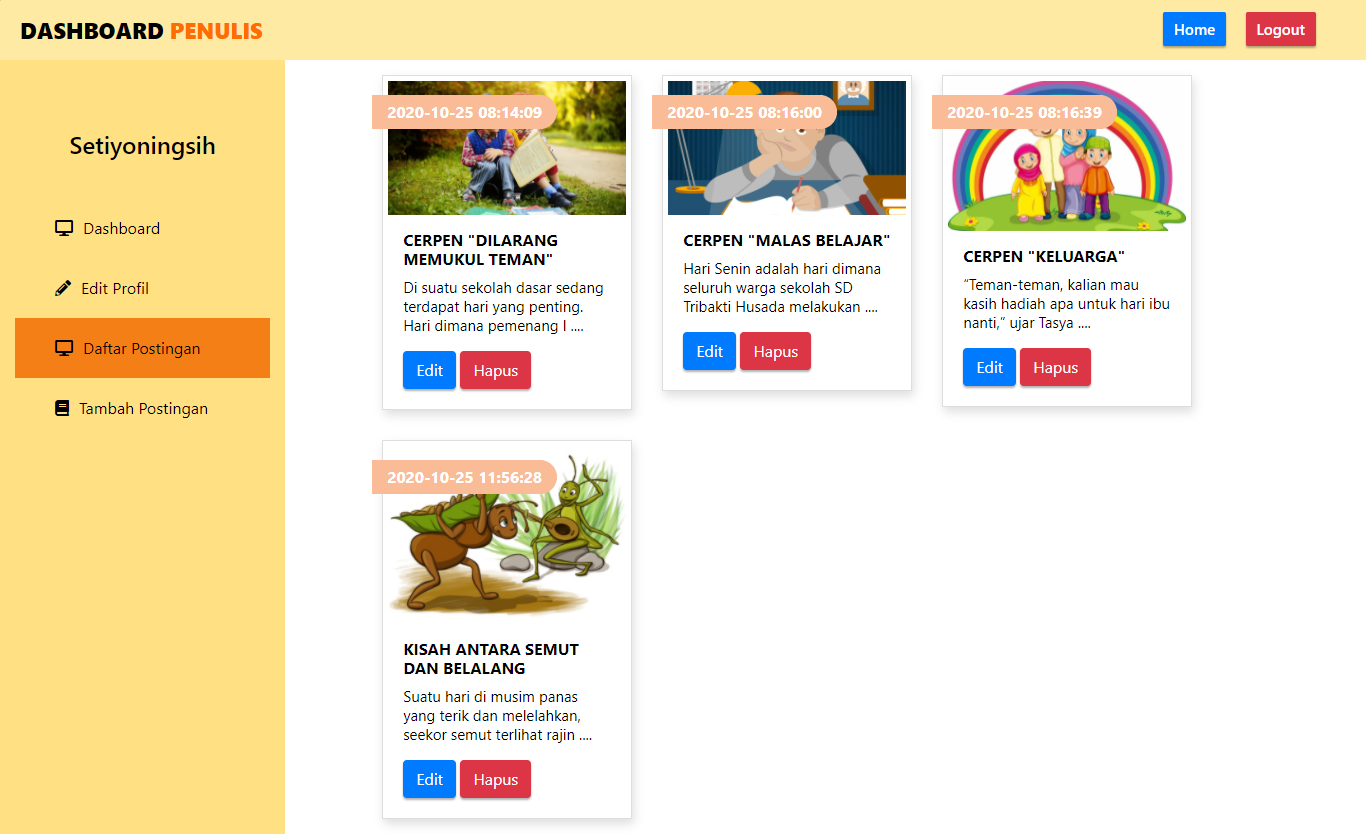 DASHBOARD PENULIS
Home
Logout
Setiyoningsih
Dashboard
Edit Profil
Daftar Postingan
Tambah Postingan
2020-10-25 08:14:09
CERPEN "DILARANG
MEMUKUL TEMAN"
Di suatu sekolah dasar sedang
terdapat hari yang penting.
Hari dimana pemenang l ....
Edit
Hapus
2020-10-25 08:16:00
CERPEN "MALAS BELAJAR"
Hari Senin adalah hari dimana
seluruh warga sekolah SD
Tribakti Husada melakukan ....
Edit
Hapus
2020-10-25 08:16:39
CERPEN "KELUARGA"
“Teman-teman, kalian mau
kasih hadiah apa untuk hari ibu
nanti,” ujar Tasya ....
Edit
Hapus
2020-10-25 11:56:28
KISAH ANTARA SEMUT
DAN BELALANG
Suatu hari di musim panas
yang terik dan melelahkan,
seekor semut terlihat rajin ....
Edit
Hapus